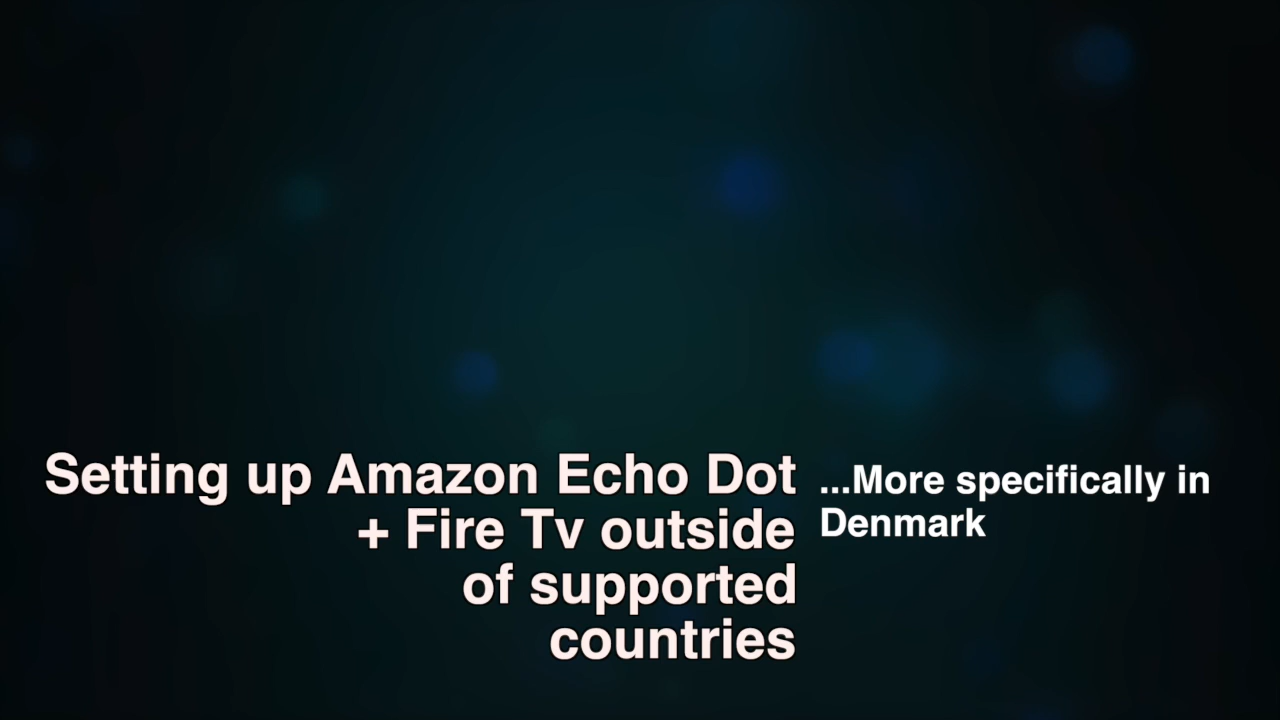 Setting up Amazon Echo Dot
+ Fire Tv outside
of supported
countries
...More specifically in
Denmark